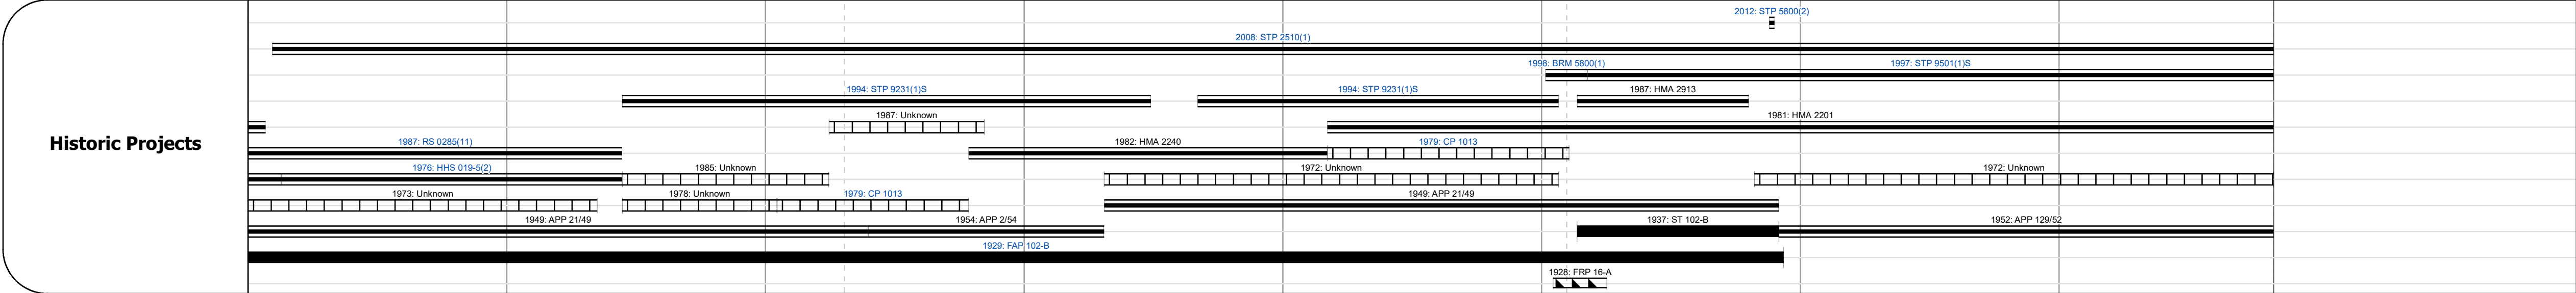 2012: STP 5800(2)
2008: STP 2510(1)
1998: BRM 5800(1)
1997: STP 9501(1)S
1994: STP 9231(1)S
1994: STP 9231(1)S
1987: HMA 2913
1987: Unknown
1981: HMA 2201
Historic Projects
1987: RS 0285(11)
1982: HMA 2240
1979: CP 1013
1976: HHS 019-5(2)
1985: Unknown
1972: Unknown
1972: Unknown
1973: Unknown
1978: Unknown
1979: CP 1013
1949: APP 21/49
1949: APP 21/49
1954: APP 2/54
1937: ST 102-B
1952: APP 129/52
1929: FAP 102-B
1928: FRP 16-A